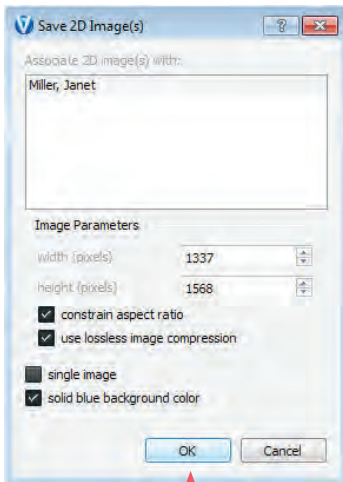 Save 2D Image(s)
Associate 2D image(s) with:
Miller, Janet
Image Parameters
width (pixels) 1337
height (pixels) 1568
constrain aspect ratio
use lossless image compression
single image
solid blue background color
OK Cancel